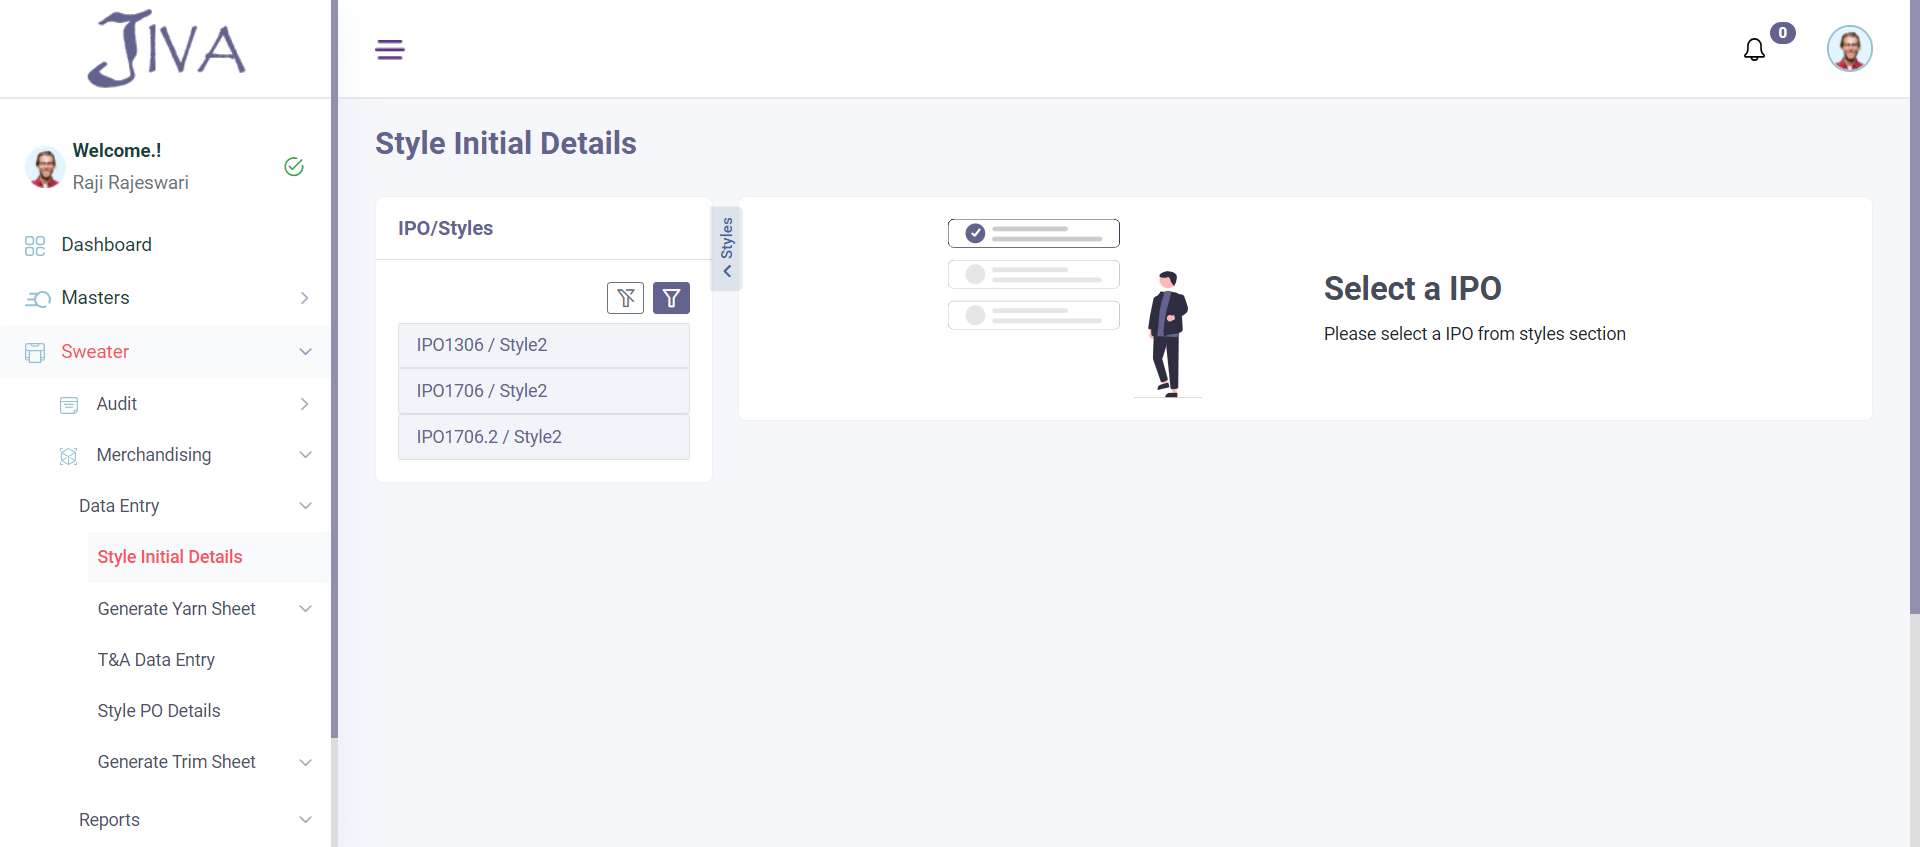 JIVA
0
Welcome.!
Raji Rajeswari
Dashboard
Masters
Sweater
Audit
Merchandising
Data Entry
Style Initial Details
Generate Yarn Sheet
T&A Data Entry
Style PO Details
Generate Trim Sheet
Reports
Style Initial Details
IPO/Styles
IPO1306 / Style2
IPO1706 / Style2
IPO1706.2 / Style2
Styles
Select a IPO
Please select a IPO from styles section